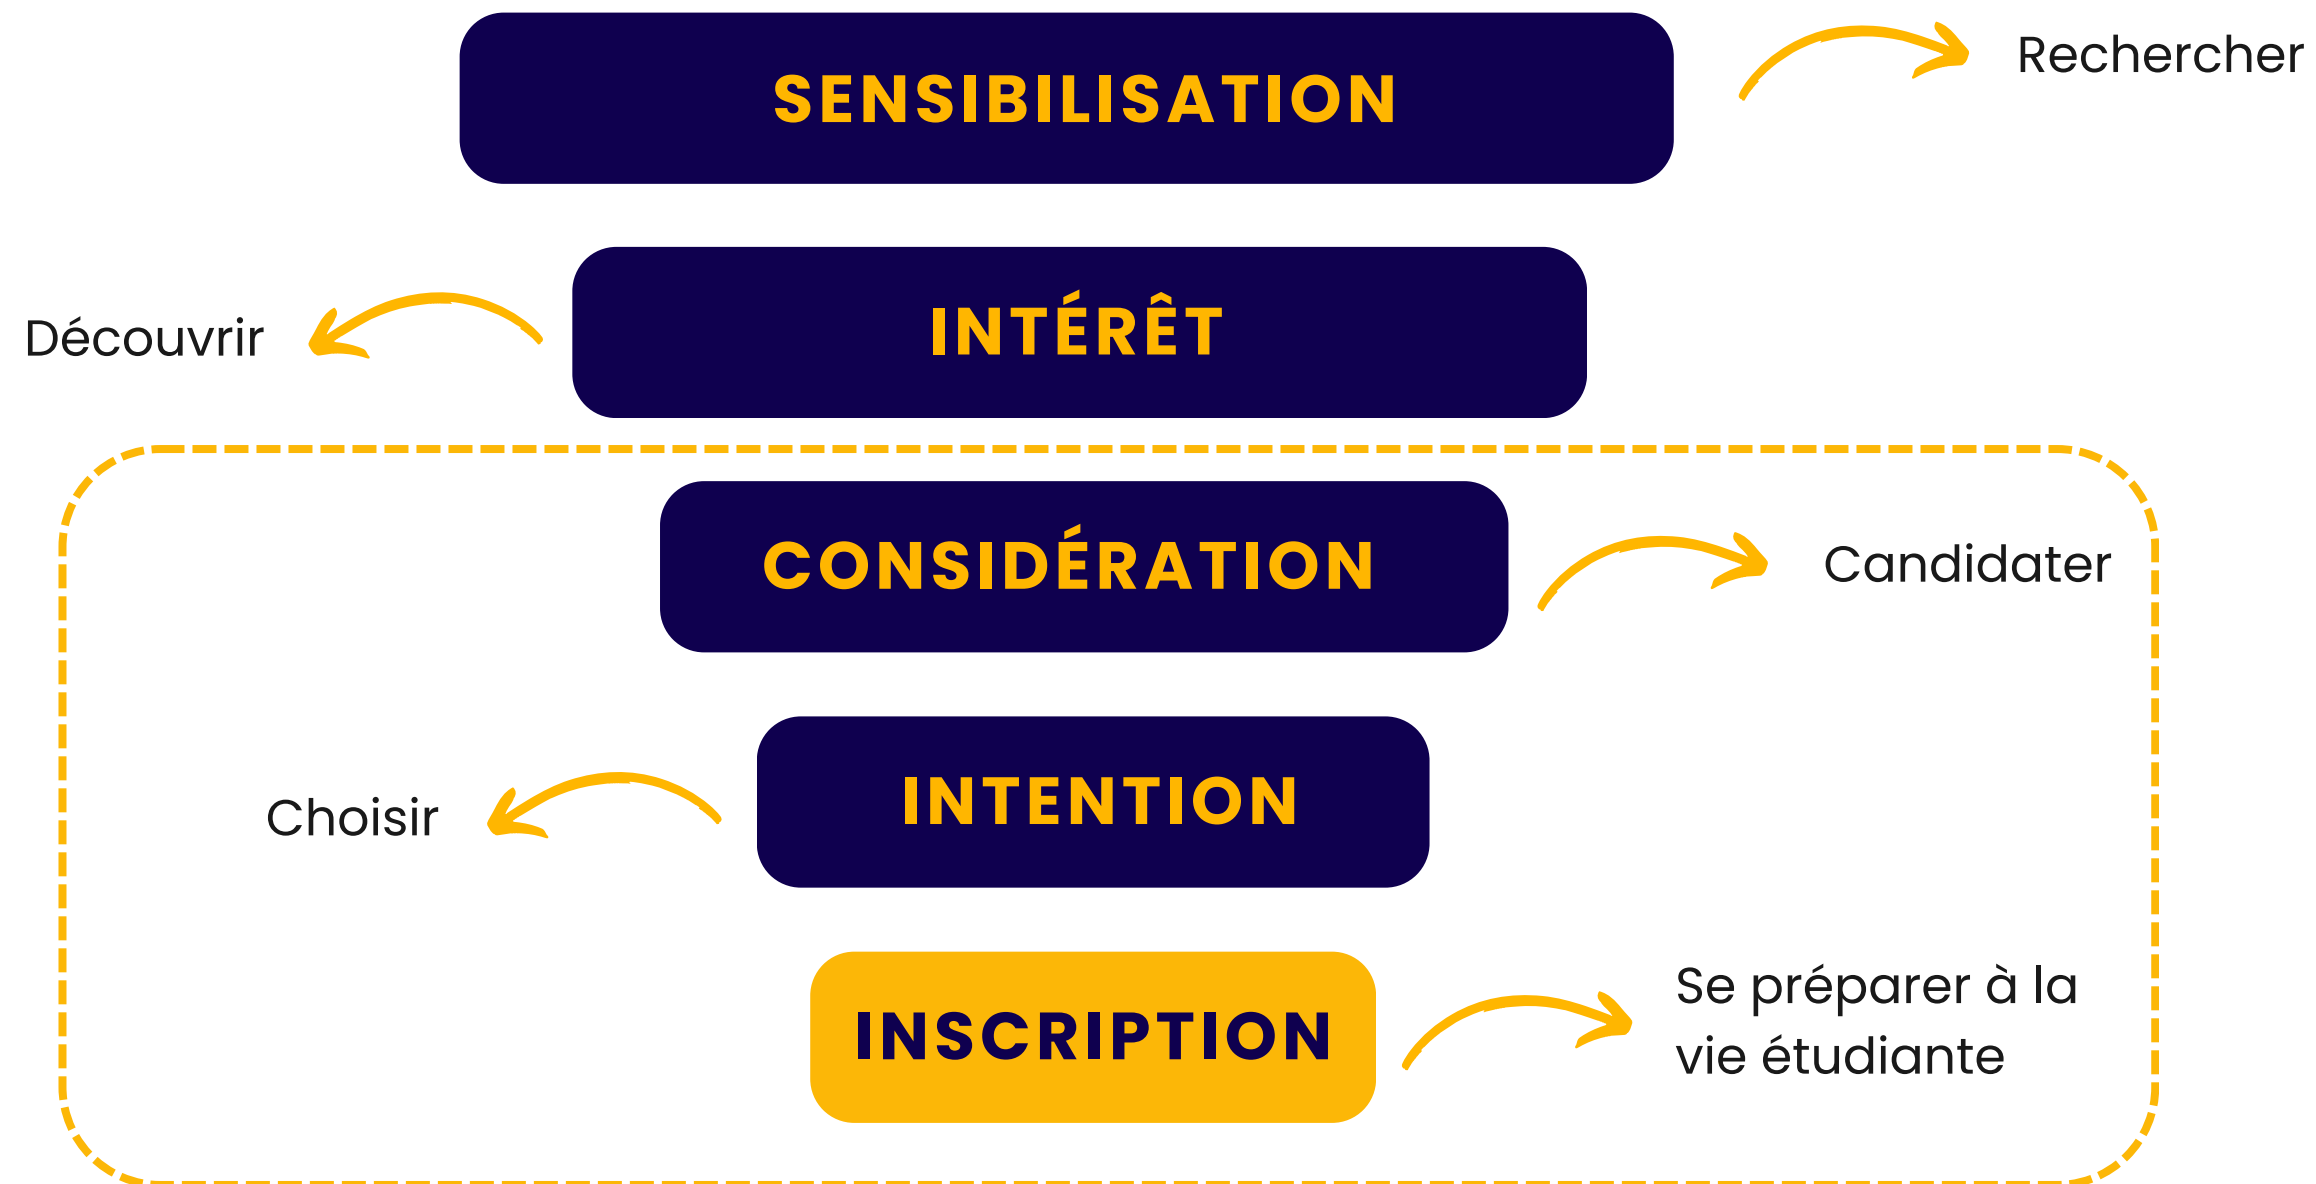 SENSIBILISATION
Rechercher
INTÉRÊT
Découvrir
CONSIDÉRATION
Candidater
INTENTION
Choisir
INSCRIPTION
Se préparer à la
vie étudiante